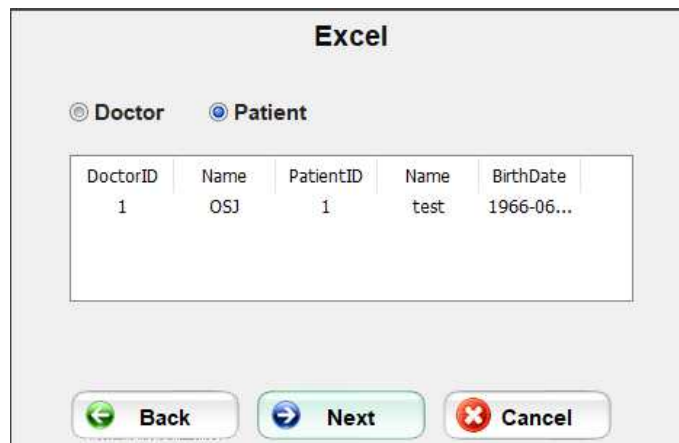 Excel
Doctor Patient
DoctorID Name PatientID Name BirthDate
1 OSJ 1 test 1966-06...
Back Next Cancel